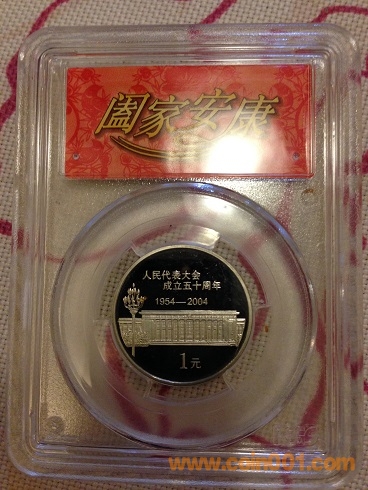 阖家安康
人民代表大会
成立五十周年
1954—2004
1元
www.coin001.com